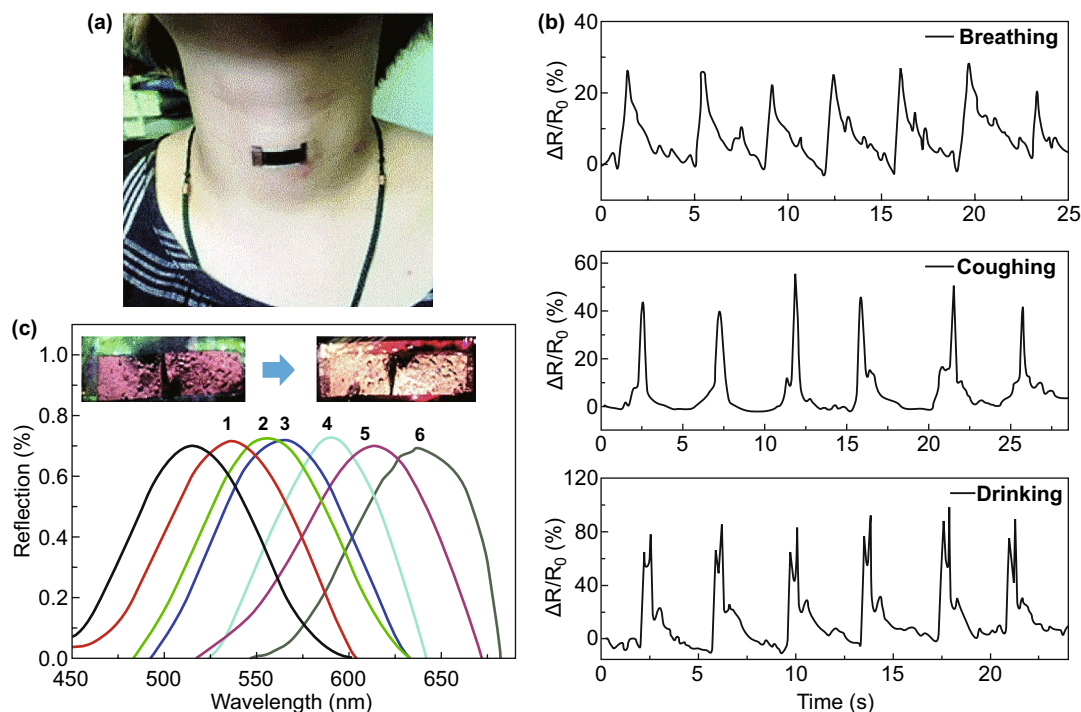 (a)
(b)
40
20
0
ΔR/R0 (%)
Breathing
0 5 10 15 20 25
60
40
20
0
ΔR/R0 (%)
Coughing
0 5 10 15 20 25 28
120
80
40
0
ΔR/R0 (%)
Drinking
0 5 10 15 20
Time (s)
(c)
1.0
0.8
0.6
0.4
0.2
0.0
Reflection (%)
1 2 3 4 5 6
450 500 550 600 650
Wavelength (nm)